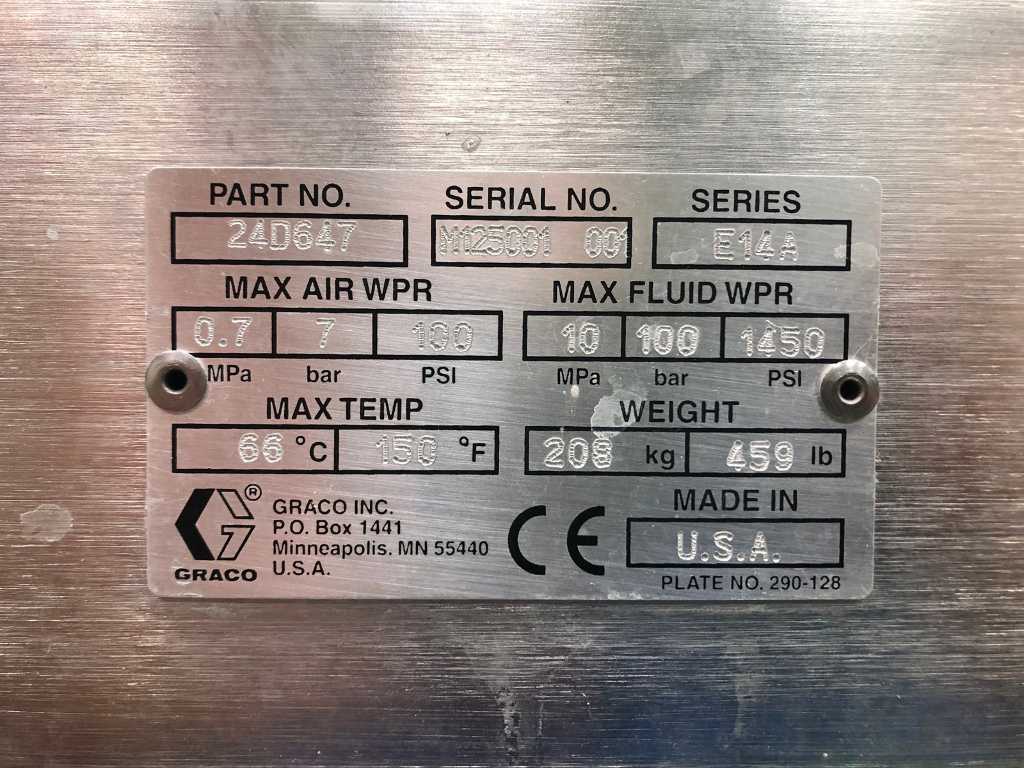 PART NO. SERIAL NO. SERIES
24D647 M125001 001 E14A
MAX AIR WPR MAX FLUID WPR
0.7 7 100 10 100 1450
MPa bar PSI MPa bar PSI
MAX TEMP WEIGHT
66 °C 150 °F 208 kg 459 lb
®
GRACO
GRACO INC.
P.O. Box 1441
Minneapolis, MN 55440
U.S.A.
CE
MADE IN
U.S.A.
PLATE NO. 290-128